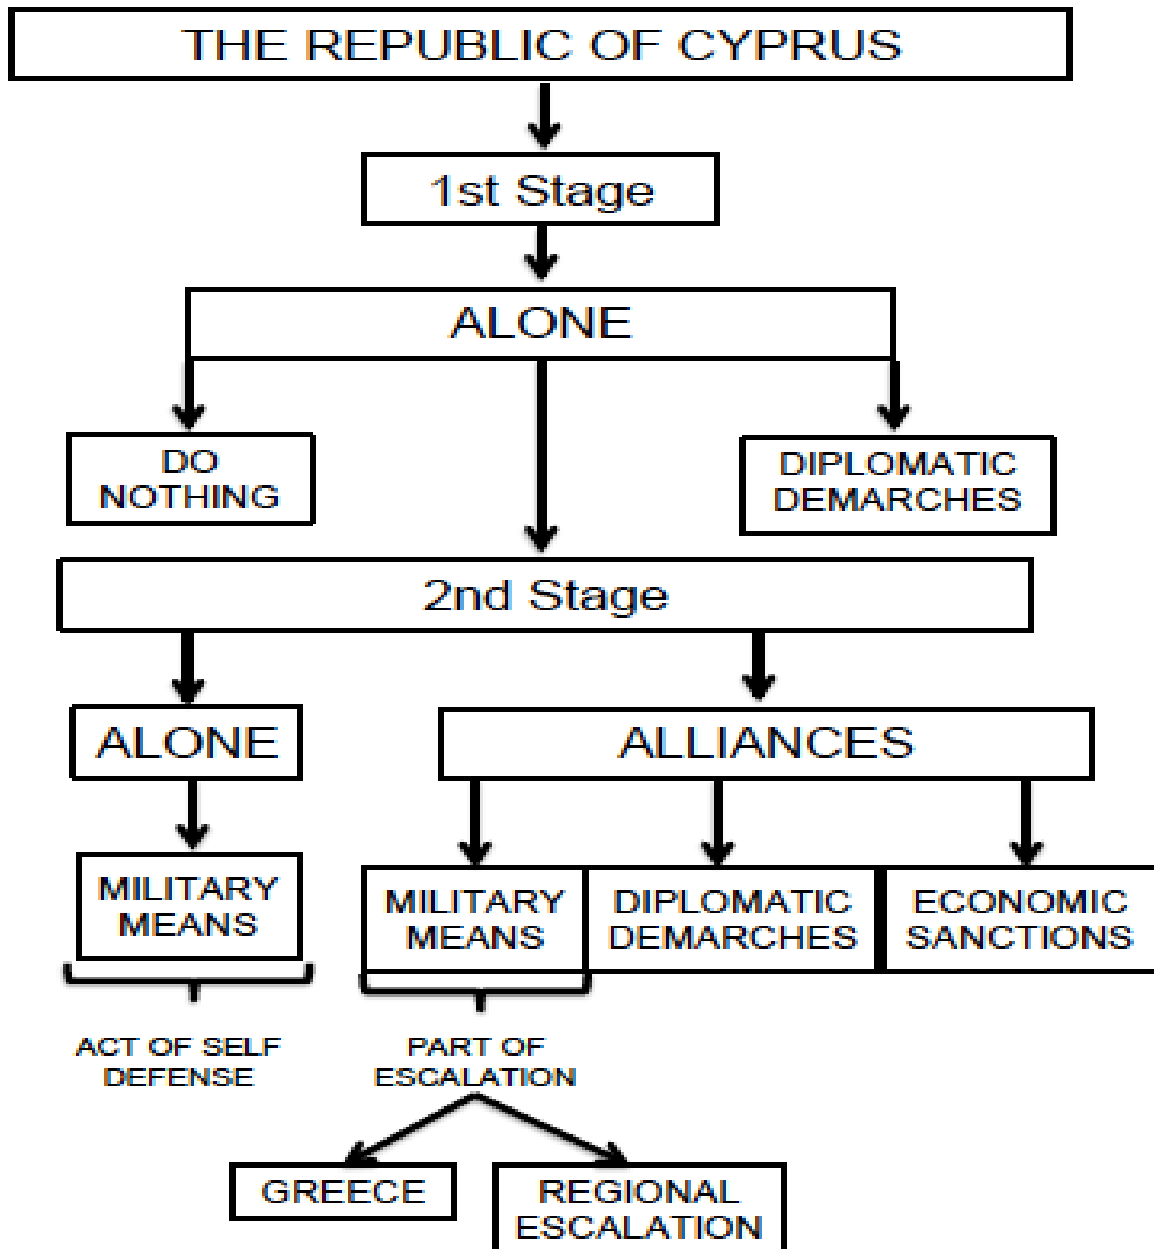 THE REPUBLIC OF CYPRUS
1st Stage
ALONE
DO
NOTHING
DIPLOMATIC
DEMARCHES
2nd Stage
ALONE
ALLIANCES
MILITARY
MEANS
MILITARY
MEANS
DIPLOMATIC
DEMARCHES
ECONOMIC
SANCTIONS
ACT OF SELF
DEFENSE
PART OF
ESCALATION
GREECE
REGIONAL
ESCALATION